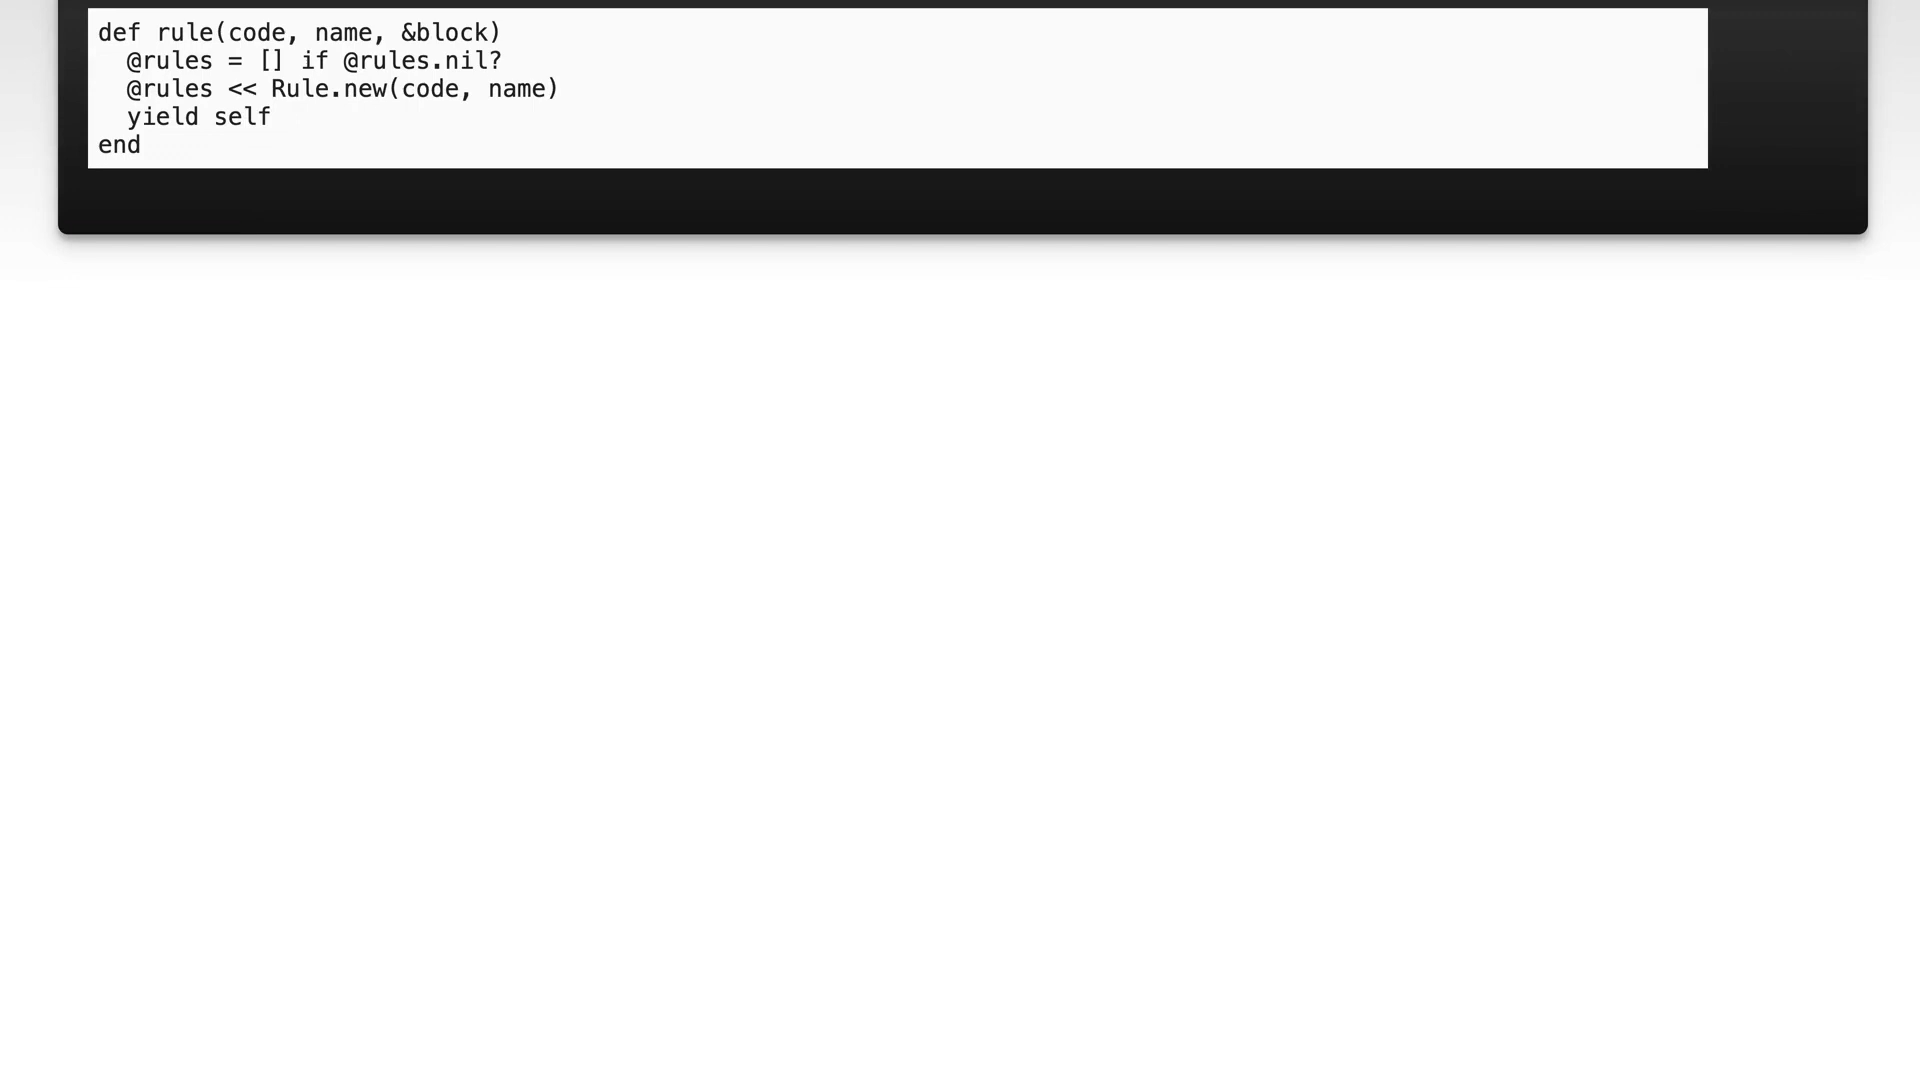 def rule(code, name, &block)
  @rules = [] if @rules.nil?
  @rules << Rule.new(code, name)
  yield self
end